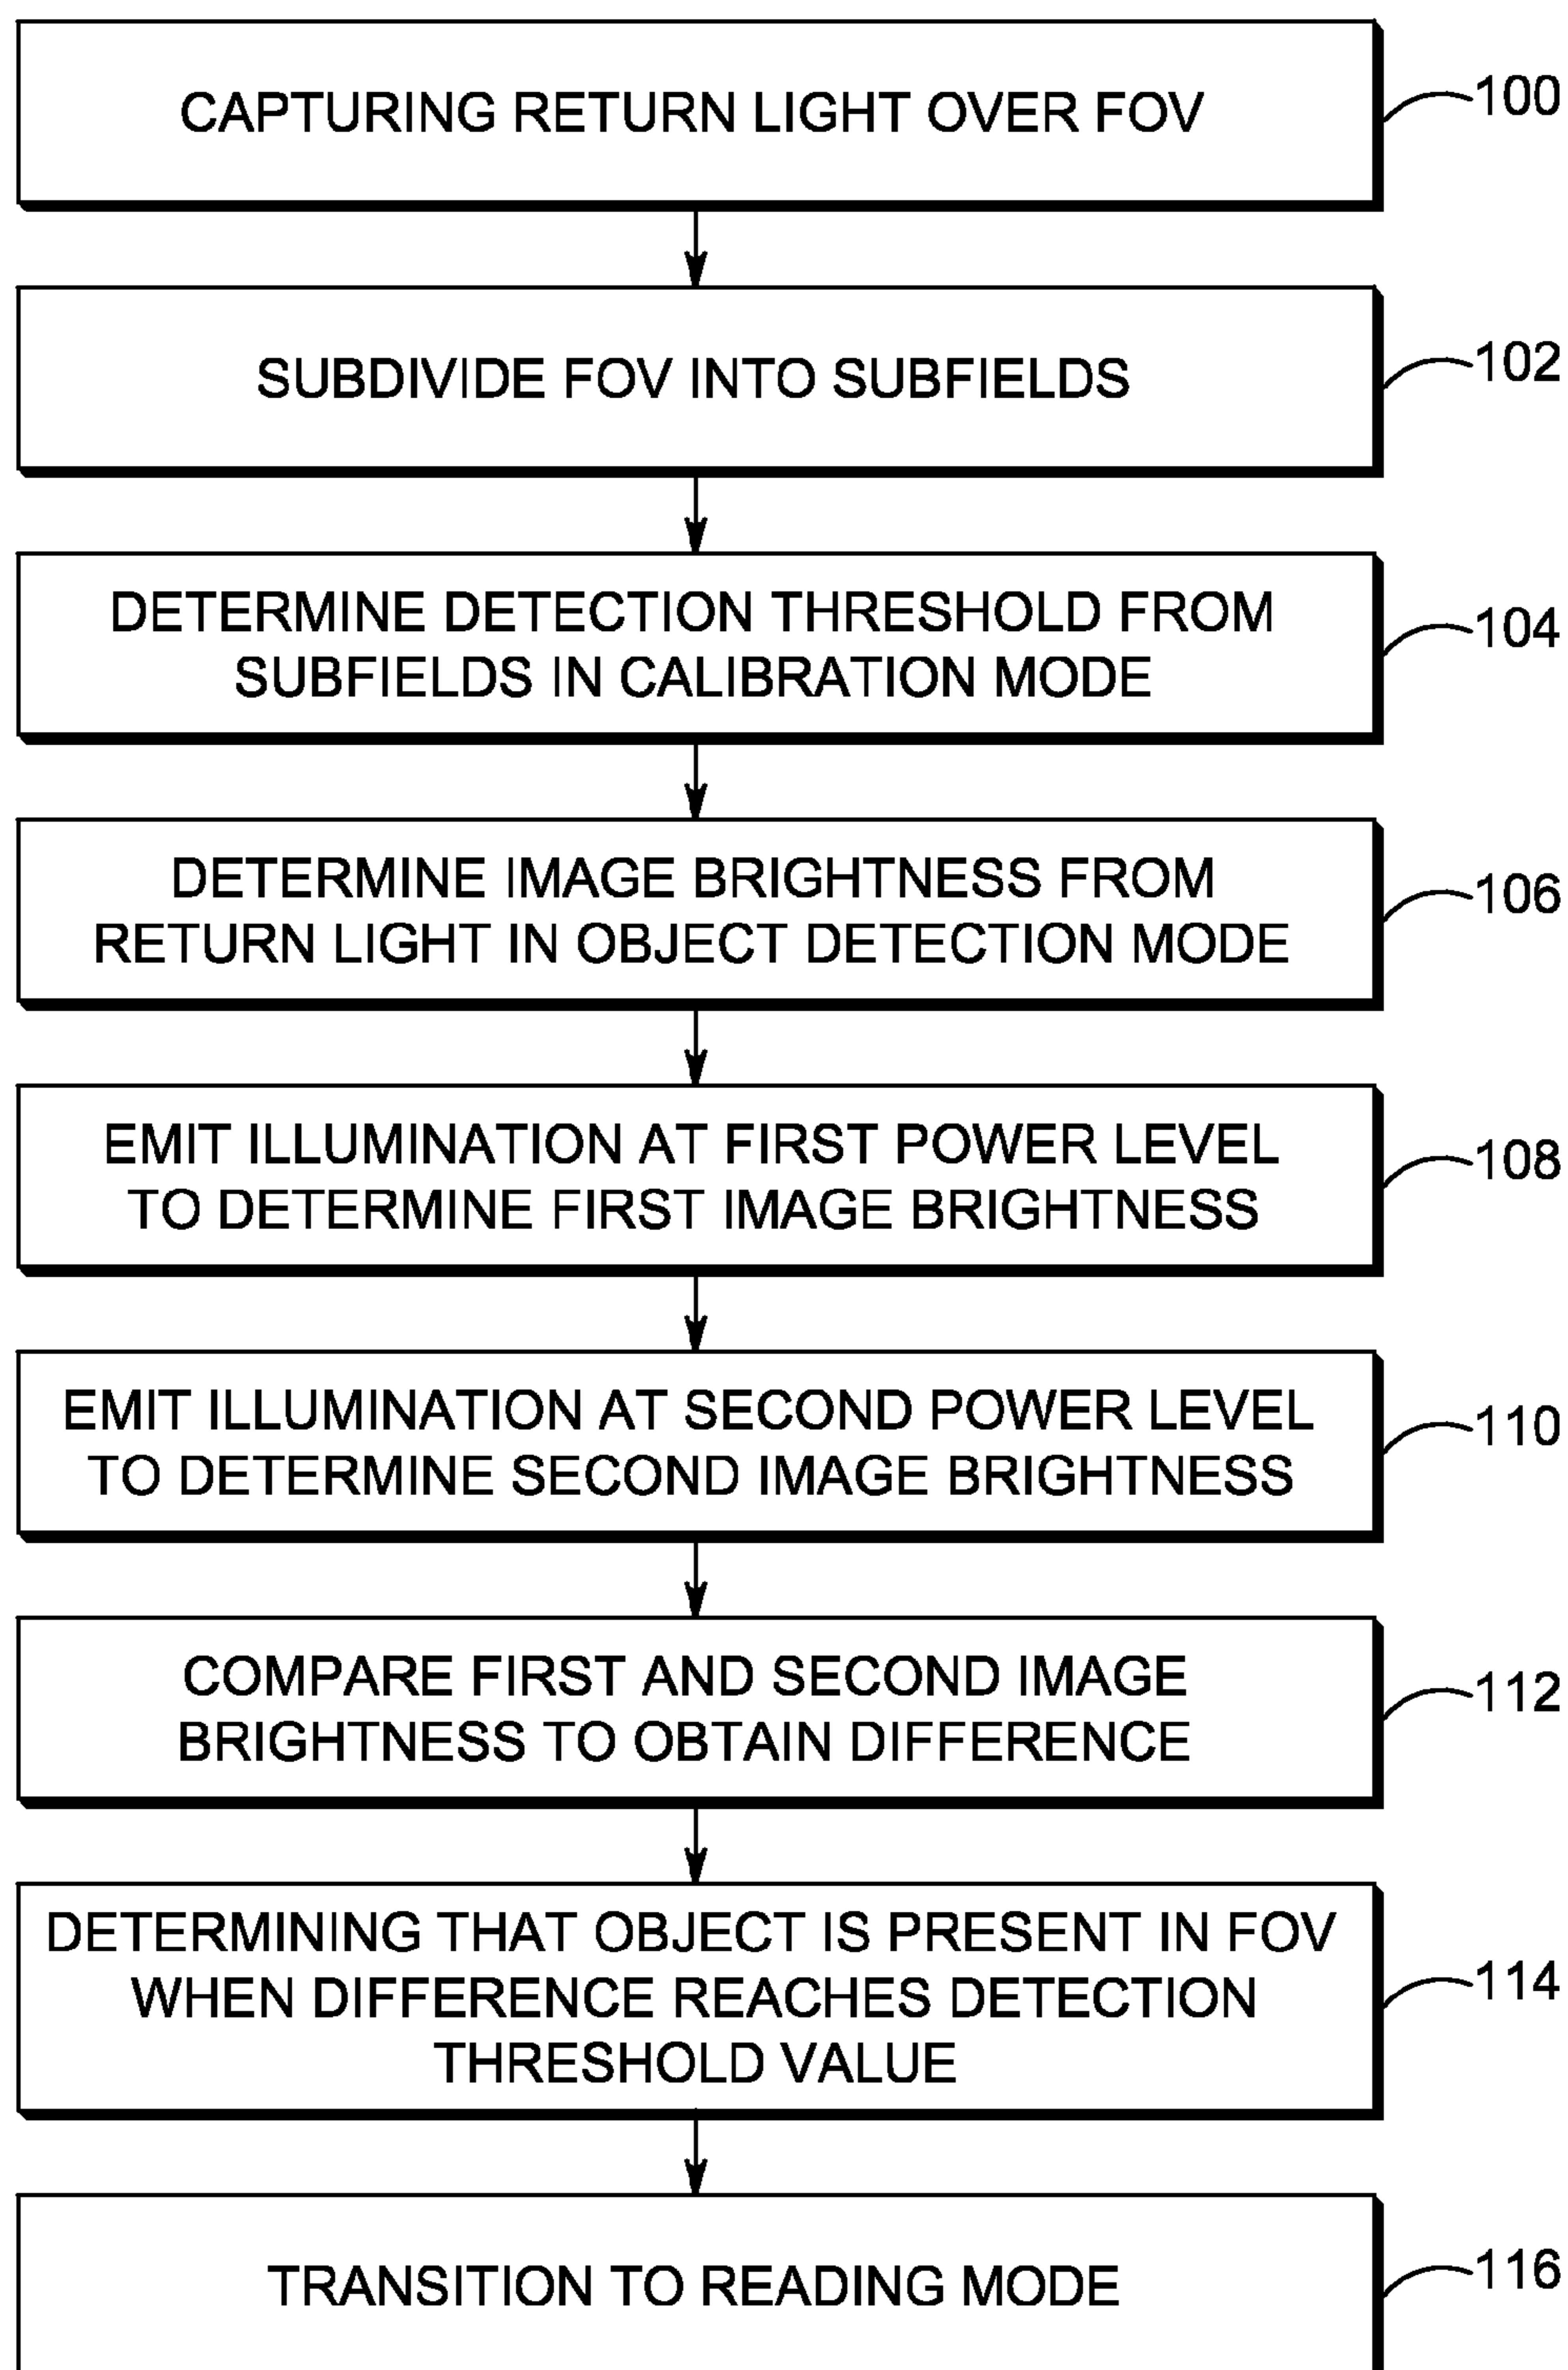 CAPTURING RETURN LIGHT OVER FOV
100
SUBDIVIDE FOV INTO SUBFIELDS
102
DETERMINE DETECTION THRESHOLD FROM
SUBFIELDS IN CALIBRATION MODE
104
DETERMINE IMAGE BRIGHTNESS FROM
RETURN LIGHT IN OBJECT DETECTION MODE
106
EMIT ILLUMINATION AT FIRST POWER LEVEL
TO DETERMINE FIRST IMAGE BRIGHTNESS
108
EMIT ILLUMINATION AT SECOND POWER LEVEL
TO DETERMINE SECOND IMAGE BRIGHTNESS
110
COMPARE FIRST AND SECOND IMAGE
BRIGHTNESS TO OBTAIN DIFFERENCE
112
DETERMINING THAT OBJECT IS PRESENT IN FOV
WHEN DIFFERENCE REACHES DETECTION
THRESHOLD VALUE
114
TRANSITION TO READING MODE
116